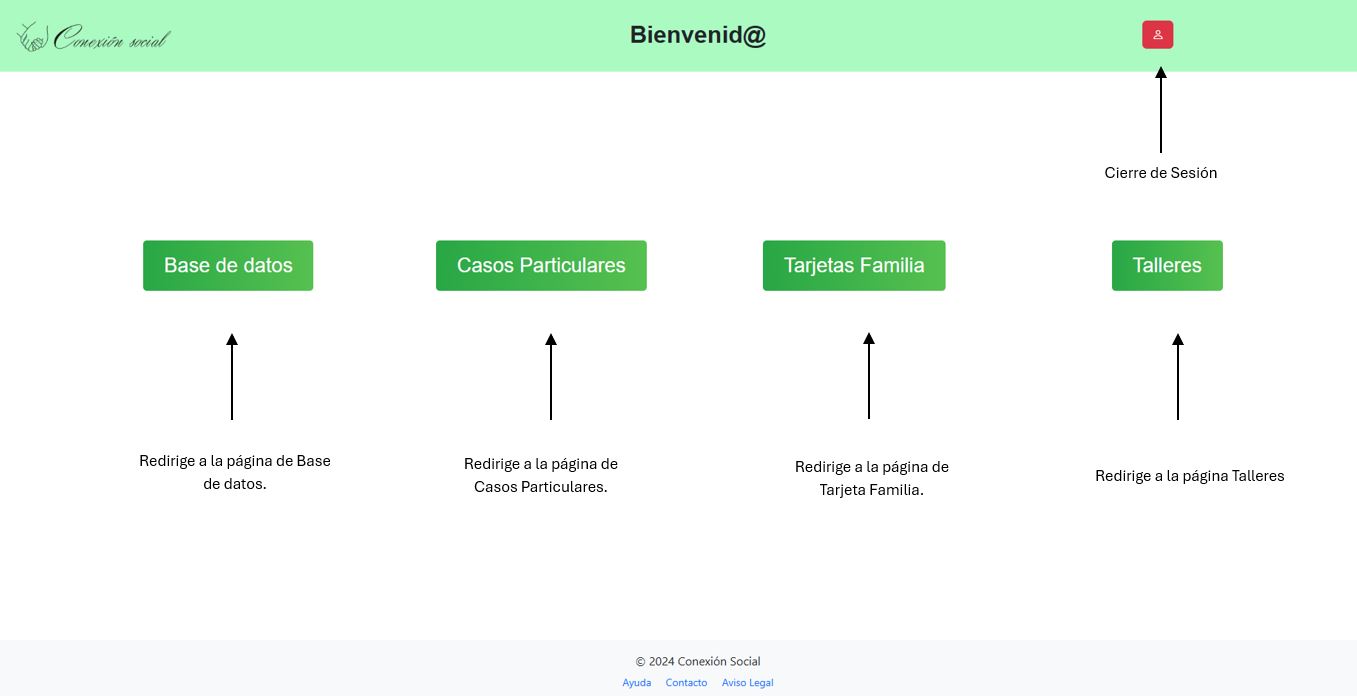 Conexión social
Bienvenid@
Cierre de Sesión
Base de datos
Casos Particulares
Tarjetas Familia
Talleres
Redirige a la página de Base
de datos.
Redirige a la página de
Casos Particulares.
Redirige a la página de
Tarjeta Familia.
Redirige a la página Talleres
© 2024 Conexión Social
Ayuda Contacto Aviso Legal